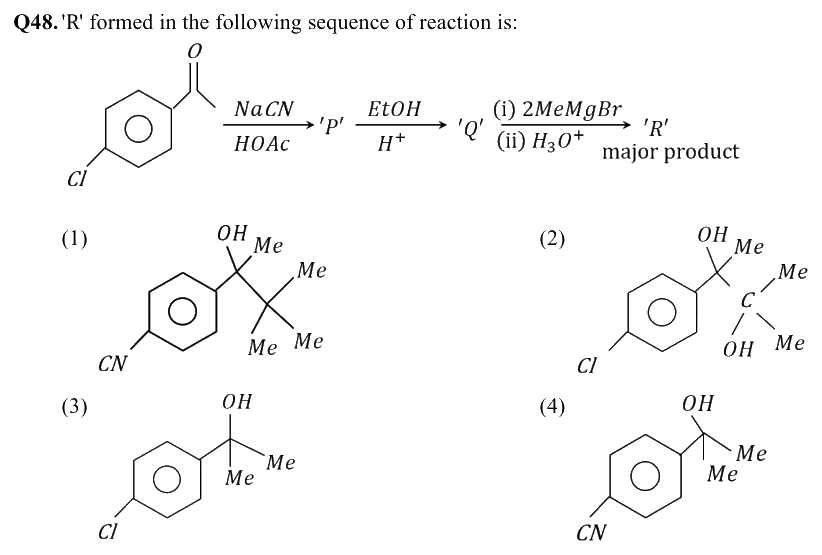 Q48. 'R' formed in the following sequence of reaction is:
O
Cl
NaCN
HOAc
'P'
EtOH
H⁺
'Q'
(i) 2MeMgBr
(ii) H₃O⁺
'R'
major product
(1)
OH
Me
Me
Me
Me
CN
(2)
OH
Me
Me
C
OH
Me
Cl
(3)
OH
Me
Me
Cl
(4)
OH
Me
Me
CN